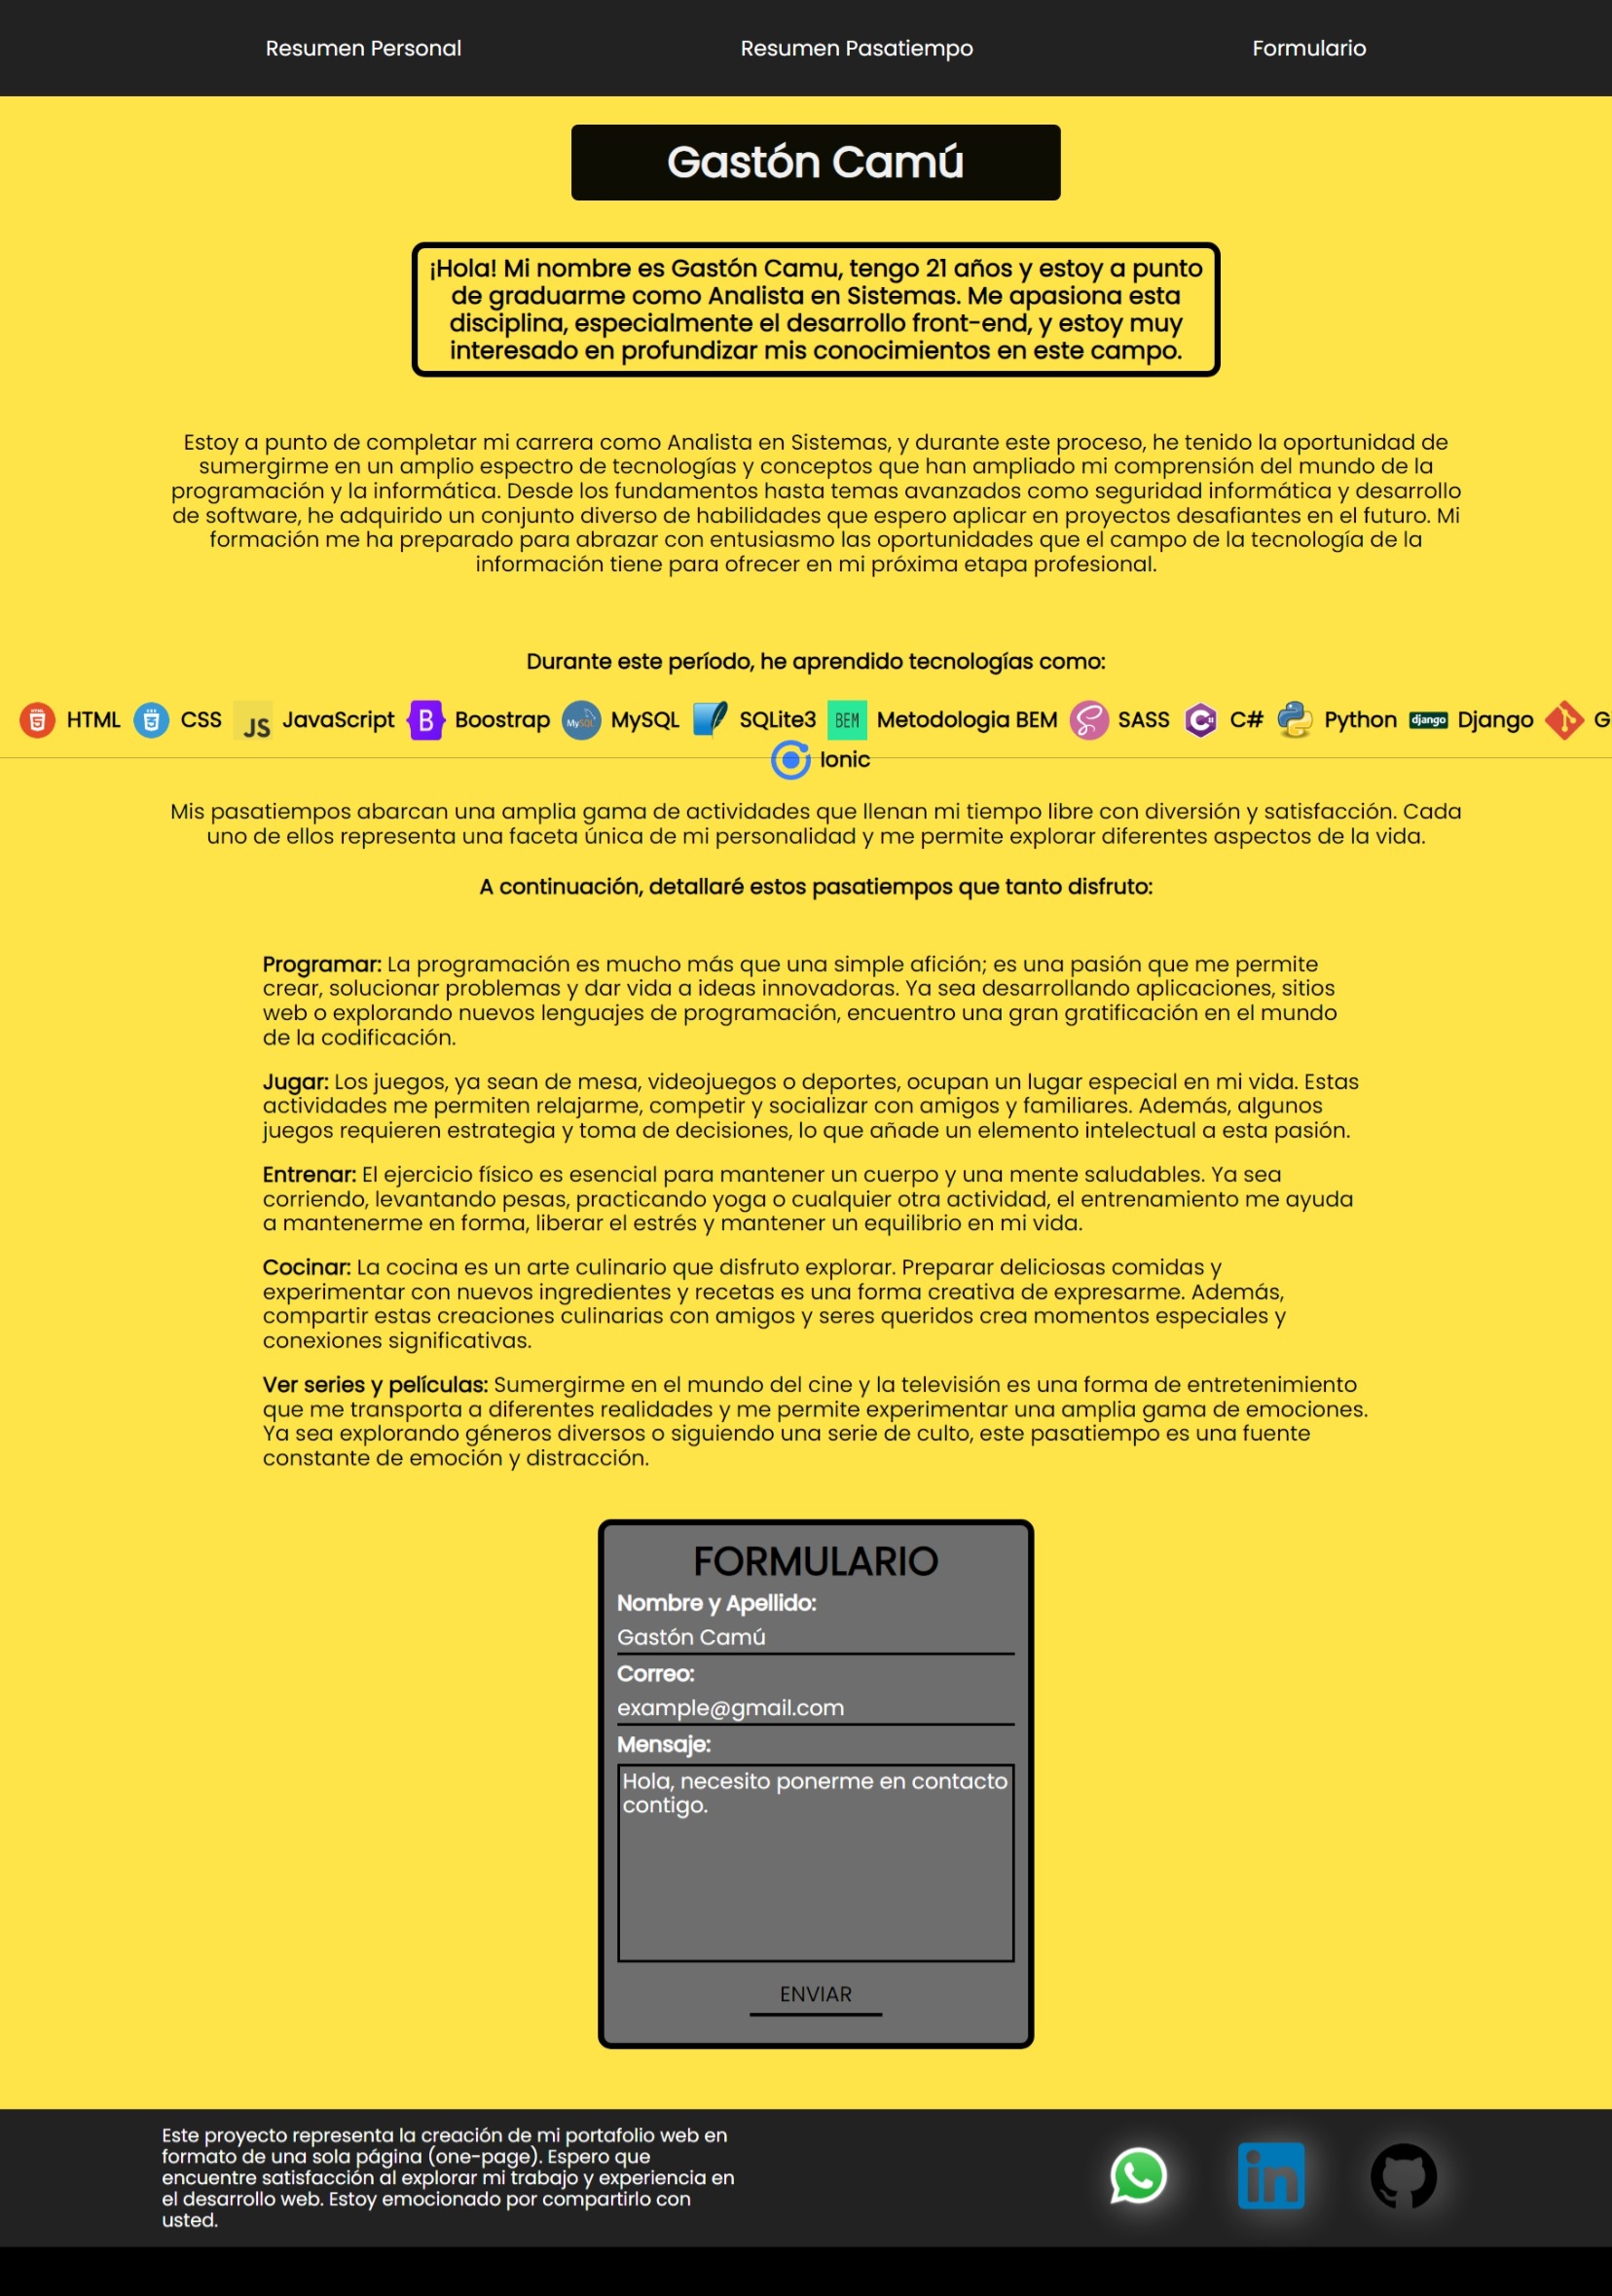 Resumen Personal
Resumen Pasatiempo
Formulario
Gastón Camú
¡Hola! Mi nombre es Gastón Camu, tengo 21 años y estoy a punto
de graduarme como Analista en Sistemas. Me apasiona esta
disciplina, especialmente el desarrollo front-end, y estoy muy
interesado en profundizar mis conocimientos en este campo.
Estoy a punto de completar mi carrera como Analista en Sistemas, y durante este proceso, he tenido la oportunidad de
sumergirme en un amplio espectro de tecnologías y conceptos que han ampliado mi comprensión del mundo de la
programación y la informática. Desde los fundamentos hasta temas avanzados como seguridad informática y desarrollo
de software, he adquirido un conjunto diverso de habilidades que espero aplicar en proyectos desafiantes en el futuro. Mi
formación me ha preparado para abrazar con entusiasmo las oportunidades que el campo de la tecnología de la
información tiene para ofrecer en mi próxima etapa profesional.
Durante este período, he aprendido tecnologías como:
HTML CSS JS JavaScript B Boostrap MySQL MySQL SQLite3 BEM Metodologia BEM SASS C# Python django Django G
Ionic
Mis pasatiempos abarcan una amplia gama de actividades que llenan mi tiempo libre con diversión y satisfacción. Cada
uno de ellos representa una faceta única de mi personalidad y me permite explorar diferentes aspectos de la vida.
A continuación, detallaré estos pasatiempos que tanto disfruto:
Programar: La programación es mucho más que una simple afición; es una pasión que me permite
crear, solucionar problemas y dar vida a ideas innovadoras. Ya sea desarrollando aplicaciones, sitios
web o explorando nuevos lenguajes de programación, encuentro una gran gratificación en el mundo
de la codificación.
Jugar: Los juegos, ya sean de mesa, videojuegos o deportes, ocupan un lugar especial en mi vida. Estas
actividades me permiten relajarme, competir y socializar con amigos y familiares. Además, algunos
juegos requieren estrategia y toma de decisiones, lo que añade un elemento intelectual a esta pasión.
Entrenar: El ejercicio físico es esencial para mantener un cuerpo y una mente saludables. Ya sea
corriendo, levantando pesas, practicando yoga o cualquier otra actividad, el entrenamiento me ayuda
a mantenerme en forma, liberar el estrés y mantener un equilibrio en mi vida.
Cocinar: La cocina es un arte culinario que disfruto explorar. Preparar deliciosas comidas y
experimentar con nuevos ingredientes y recetas es una forma creativa de expresarme. Además,
compartir estas creaciones culinarias con amigos y seres queridos crea momentos especiales y
conexiones significativas.
Ver series y películas: Sumergirme en el mundo del cine y la televisión es una forma de entretenimiento
que me transporta a diferentes realidades y me permite experimentar una amplia gama de emociones.
Ya sea explorando géneros diversos o siguiendo una serie de culto, este pasatiempo es una fuente
constante de emoción y distracción.
FORMULARIO
Nombre y Apellido:
Gastón Camú
Correo:
example@gmail.com
Mensaje:
Hola, necesito ponerme en contacto
contigo.
ENVIAR
Este proyecto representa la creación de mi portafolio web en
formato de una sola página (one-page). Espero que
encuentre satisfacción al explorar mi trabajo y experiencia en
el desarrollo web. Estoy emocionado por compartirlo con
usted.
in